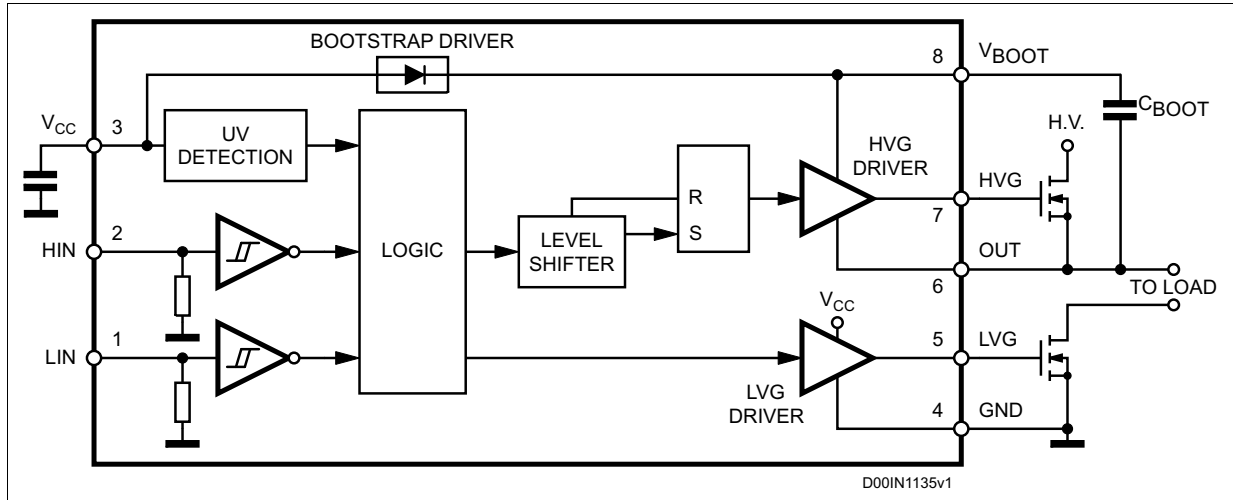 BOOTSTRAP DRIVER
8
VBOOT
VCC
3
UV
DETECTION
HVG
DRIVER
H.V.
CBOOT
R
S
HVG
7
HIN
2
LOGIC
LEVEL
SHIFTER
OUT
6
TO LOAD
VCC
LIN
1
5
LVG
LVG
DRIVER
4
GND
D00IN1135v1